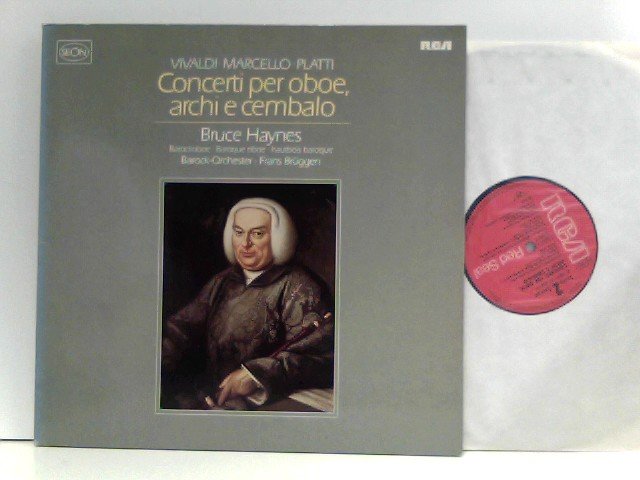 SEON
RCA
VIVALDI MARCELLO PLATTI
Concerti per oboe,
archi e cembalo
Bruce Haynes
Barockoboe · Baroque oboe · Hautbois baroque
Barock-Orchester · Frans Brüggen
RCA
Red Seal